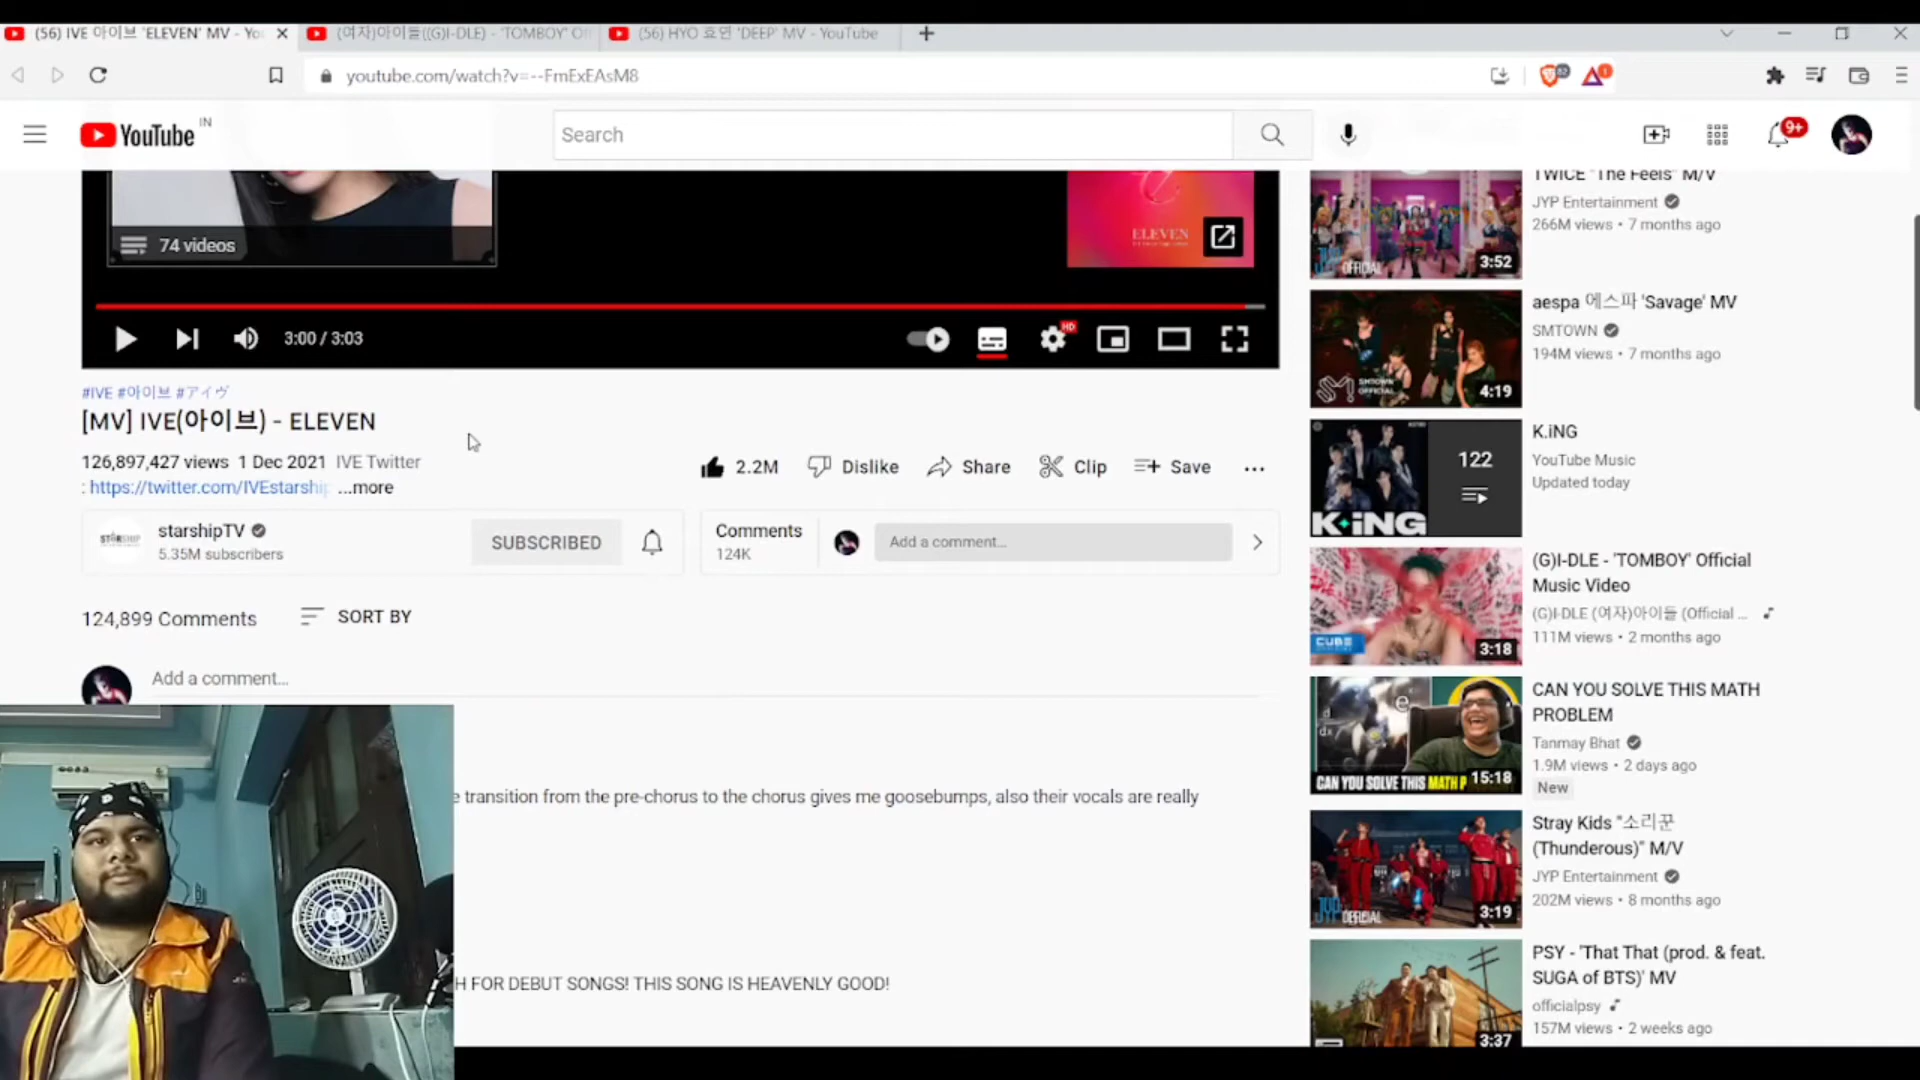 (56) IVE 아이브 'ELEVEN' MV - Yo
(여자)아이들((G)I-DLE) - 'TOMBOY' Of
(56) HYO 효연 'DEEP' MV - YouTube
youtube.com/watch?v=--FmExEAsM8
YouTube IN
Search
9+
74 videos
ELEVEN
3:00 / 3:03
HD
#IVE #아이브 #アイヴ
[MV] IVE(아이브) - ELEVEN
126,897,427 views 1 Dec 2021 IVE Twitter
: https://twitter.com/IVEstarship ...more
2.2M
Dislike
Share
Clip
Save
starshipTV
5.35M subscribers
SUBSCRIBED
Comments
124K
Add a comment...
124,899 Comments
SORT BY
Add a comment...
e transition from the pre-chorus to the chorus gives me goosebumps, also their vocals are really
H FOR DEBUT SONGS! THIS SONG IS HEAVENLY GOOD!
TWICE "The Feels" M/V
JYP Entertainment
266M views • 7 months ago
OFFICIAL
3:52
aespa 에스파 'Savage' MV
SMTOWN
194M views • 7 months ago
4:19
K.iNG
YouTube Music
Updated today
122
K·iNG
(G)I-DLE - 'TOMBOY' Official
Music Video
(G)I-DLE (여자)아이들 (Official ...
111M views • 2 months ago
CUBE
3:18
CAN YOU SOLVE THIS MATH
PROBLEM
Tanmay Bhat
1.9M views • 2 days ago
New
CAN YOU SOLVE THIS MATH P
15:18
Stray Kids "소리꾼
(Thunderous)" M/V
JYP Entertainment
202M views • 8 months ago
3:19
PSY - 'That That (prod. & feat.
SUGA of BTS)' MV
officialpsy
157M views • 2 weeks ago
3:37